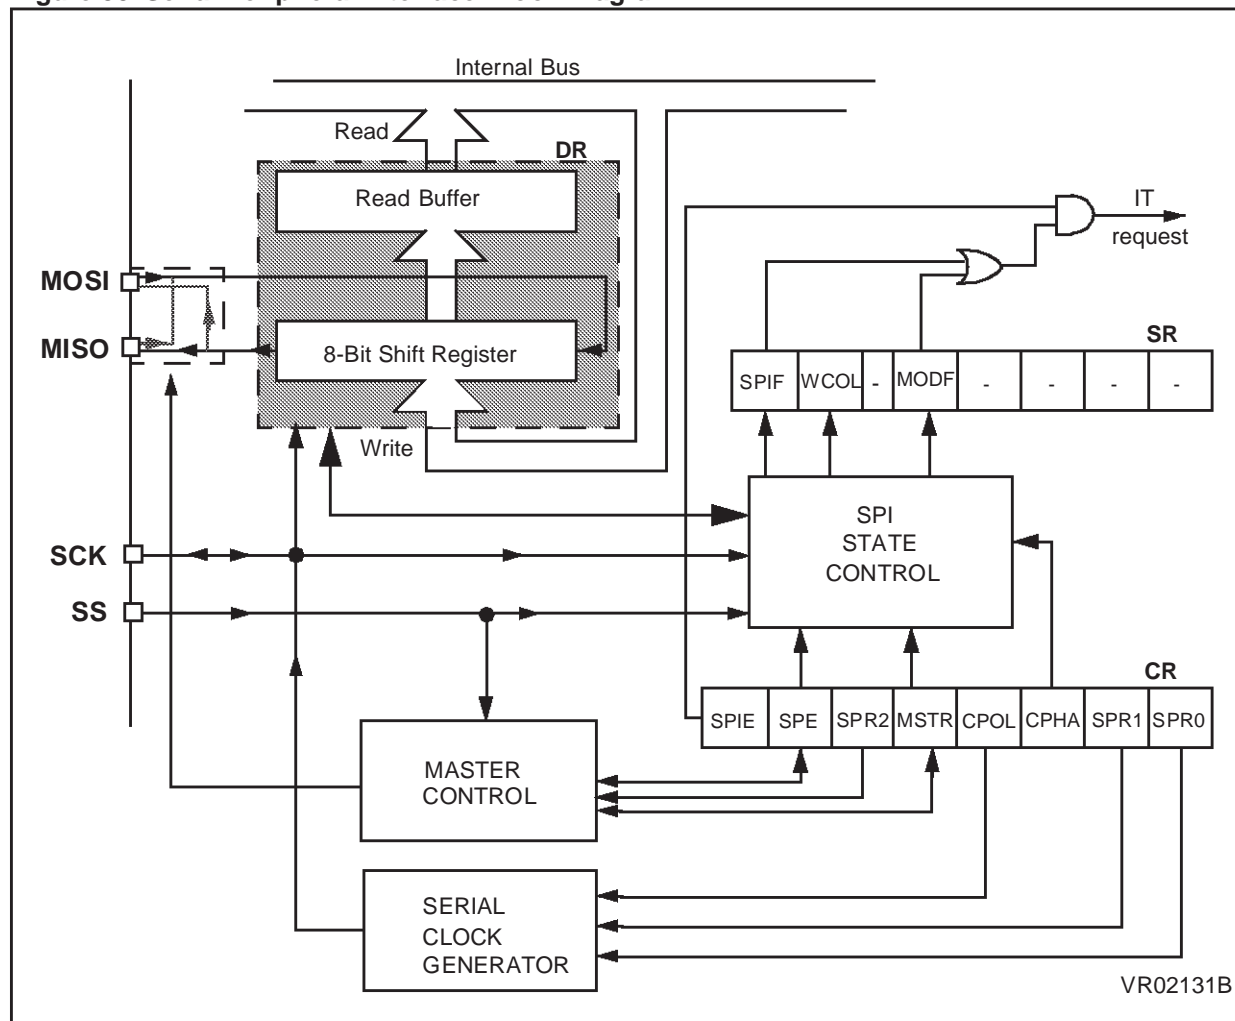 Internal Bus
Read
DR
Read Buffer
IT
request
MOSI
MISO
8-Bit Shift Register
SR
SPIF WCOL - MODF - - - -
Write
SPI
STATE
CONTROL
SCK
SS
CR
SPIE SPE SPR2 MSTR CPOL CPHA SPR1 SPR0
MASTER
CONTROL
SERIAL
CLOCK
GENERATOR
VR02131B